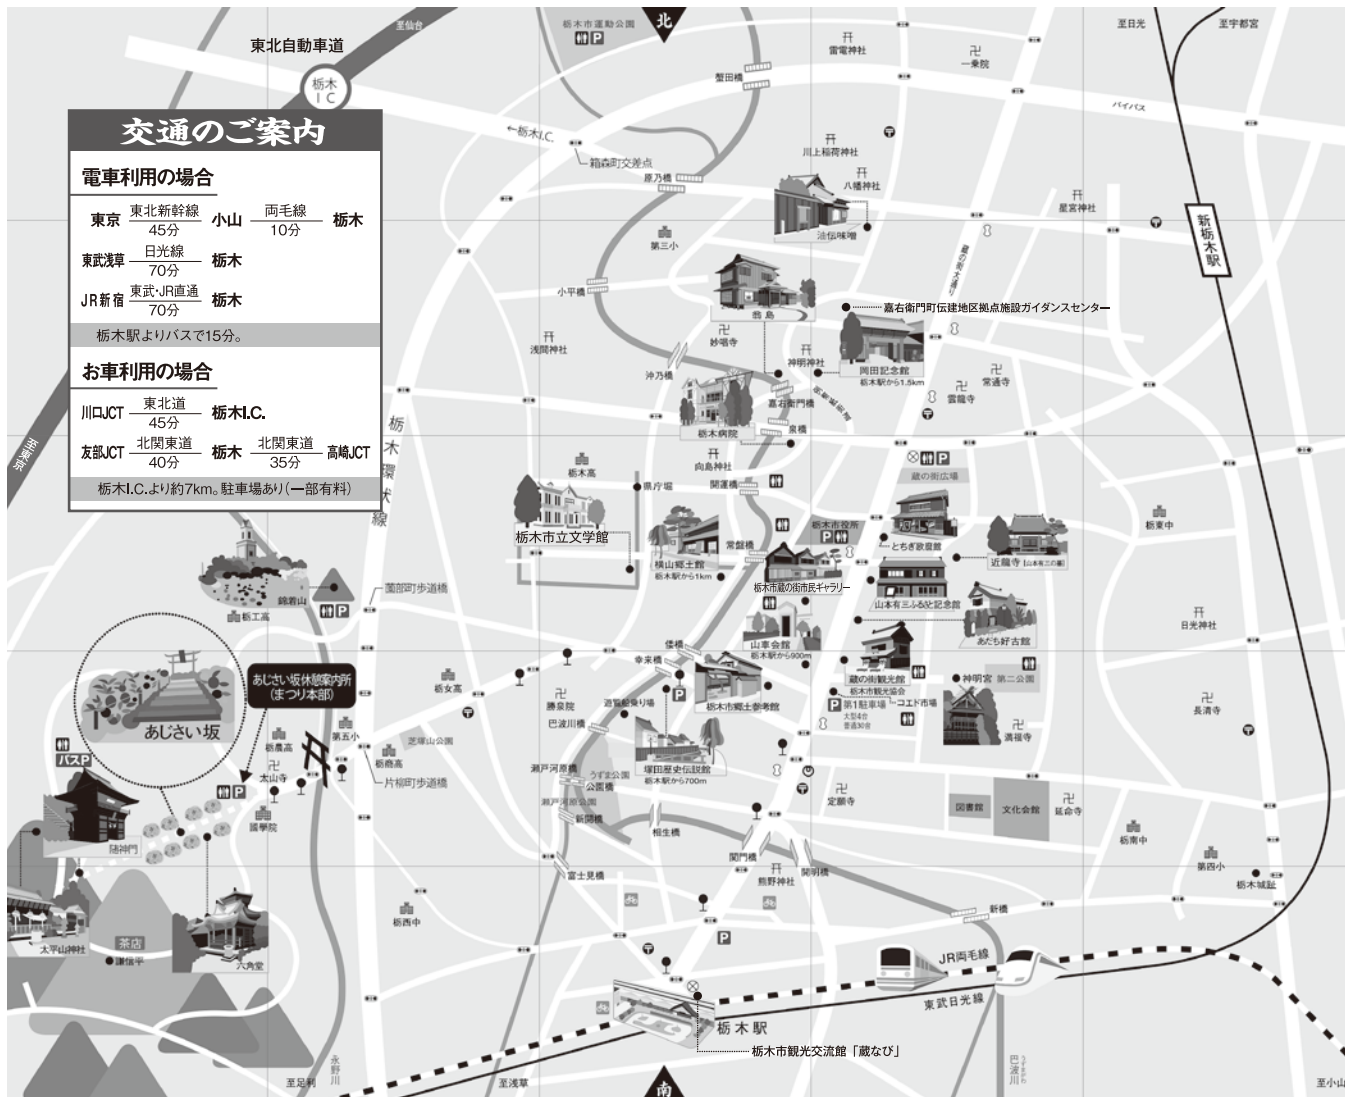 北
至仙台
東北自動車道
栃木
IC
栃木市運動公園
P
雷電神社
一乗院
至日光
至宇都宮
蟹田橋
バイパス
←栃木I.C.
箱森町交差点
川上稲荷神社
八幡神社
原乃橋
油伝味噌
星宮神社
新栃木駅
第三小
蔵の街大通り
交通のご案内
電車利用の場合
東京 東北新幹線 45分 小山 両毛線 10分 栃木
東武浅草 日光線 70分 栃木
JR新宿 東武・JR直通 70分 栃木
栃木駅よりバスで15分。
お車利用の場合
川口JCT 東北道 45分 栃木I.C.
友部JCT 北関東道 40分 栃木 北関東道 35分 高崎JCT
栃木I.C.より約7km。駐車場あり(一部有料)
至東京
栃木環状線
小平橋
翁島
嘉右衛門町伝建地区拠点施設ガイダンスセンター
浅間神社
妙唱寺
神明神社
岡田記念館
栃木駅から1.5km
沖乃橋
常通寺
雲龍寺
嘉右衛門橋
栃木病院
泉橋
向島神社
栃木高
県庁堀
開運橋
P
蔵の街広場
栃木市立文学館
横山郷土館
栃木駅から1km
常盤橋
栃木市役所
P
とちぎ歌麿館
近龍寺
栃東中
栃木市蔵の街市民ギャラリー
山本有三ふるさと記念館
あだち好古館
日光神社
錦着山
栃工高
P
薗部町歩道橋
山車会館
栃木駅から900m
倭橋
幸来橋
P
蔵の街観光館
栃木市観光協会
神明宮
第二公園
あじさい坂休憩案内所
(まつり本部)
あじさい坂
栃女高
勝泉院
遊覧船乗り場
栃木市郷土参考館
P
第1駐車場
大型4台
普通30台
コエド市場
満福寺
長清寺
巴波川橋
第五小
栃農高
芝塚山公園
栃商高
片柳町歩道橋
バスP
太山寺
P
國學院
瀬戸河原橋
うずま公園
公園橋
塚田歴史伝説館
栃木駅から700m
瀬戸河原公園
新開橋
相生橋
定願寺
図書館
文化会館
延命寺
栃南中
随神門
富士見橋
開門橋
熊野神社
開明橋
第四小
栃木城趾
栃西中
新橋
太平山神社
茶店
謙信平
六角堂
P
JR両毛線
東武日光線
栃木駅
栃木市観光交流館「蔵なび」
永野川
至足利
至浅草
南
巴波川
うずまがわ
至小山